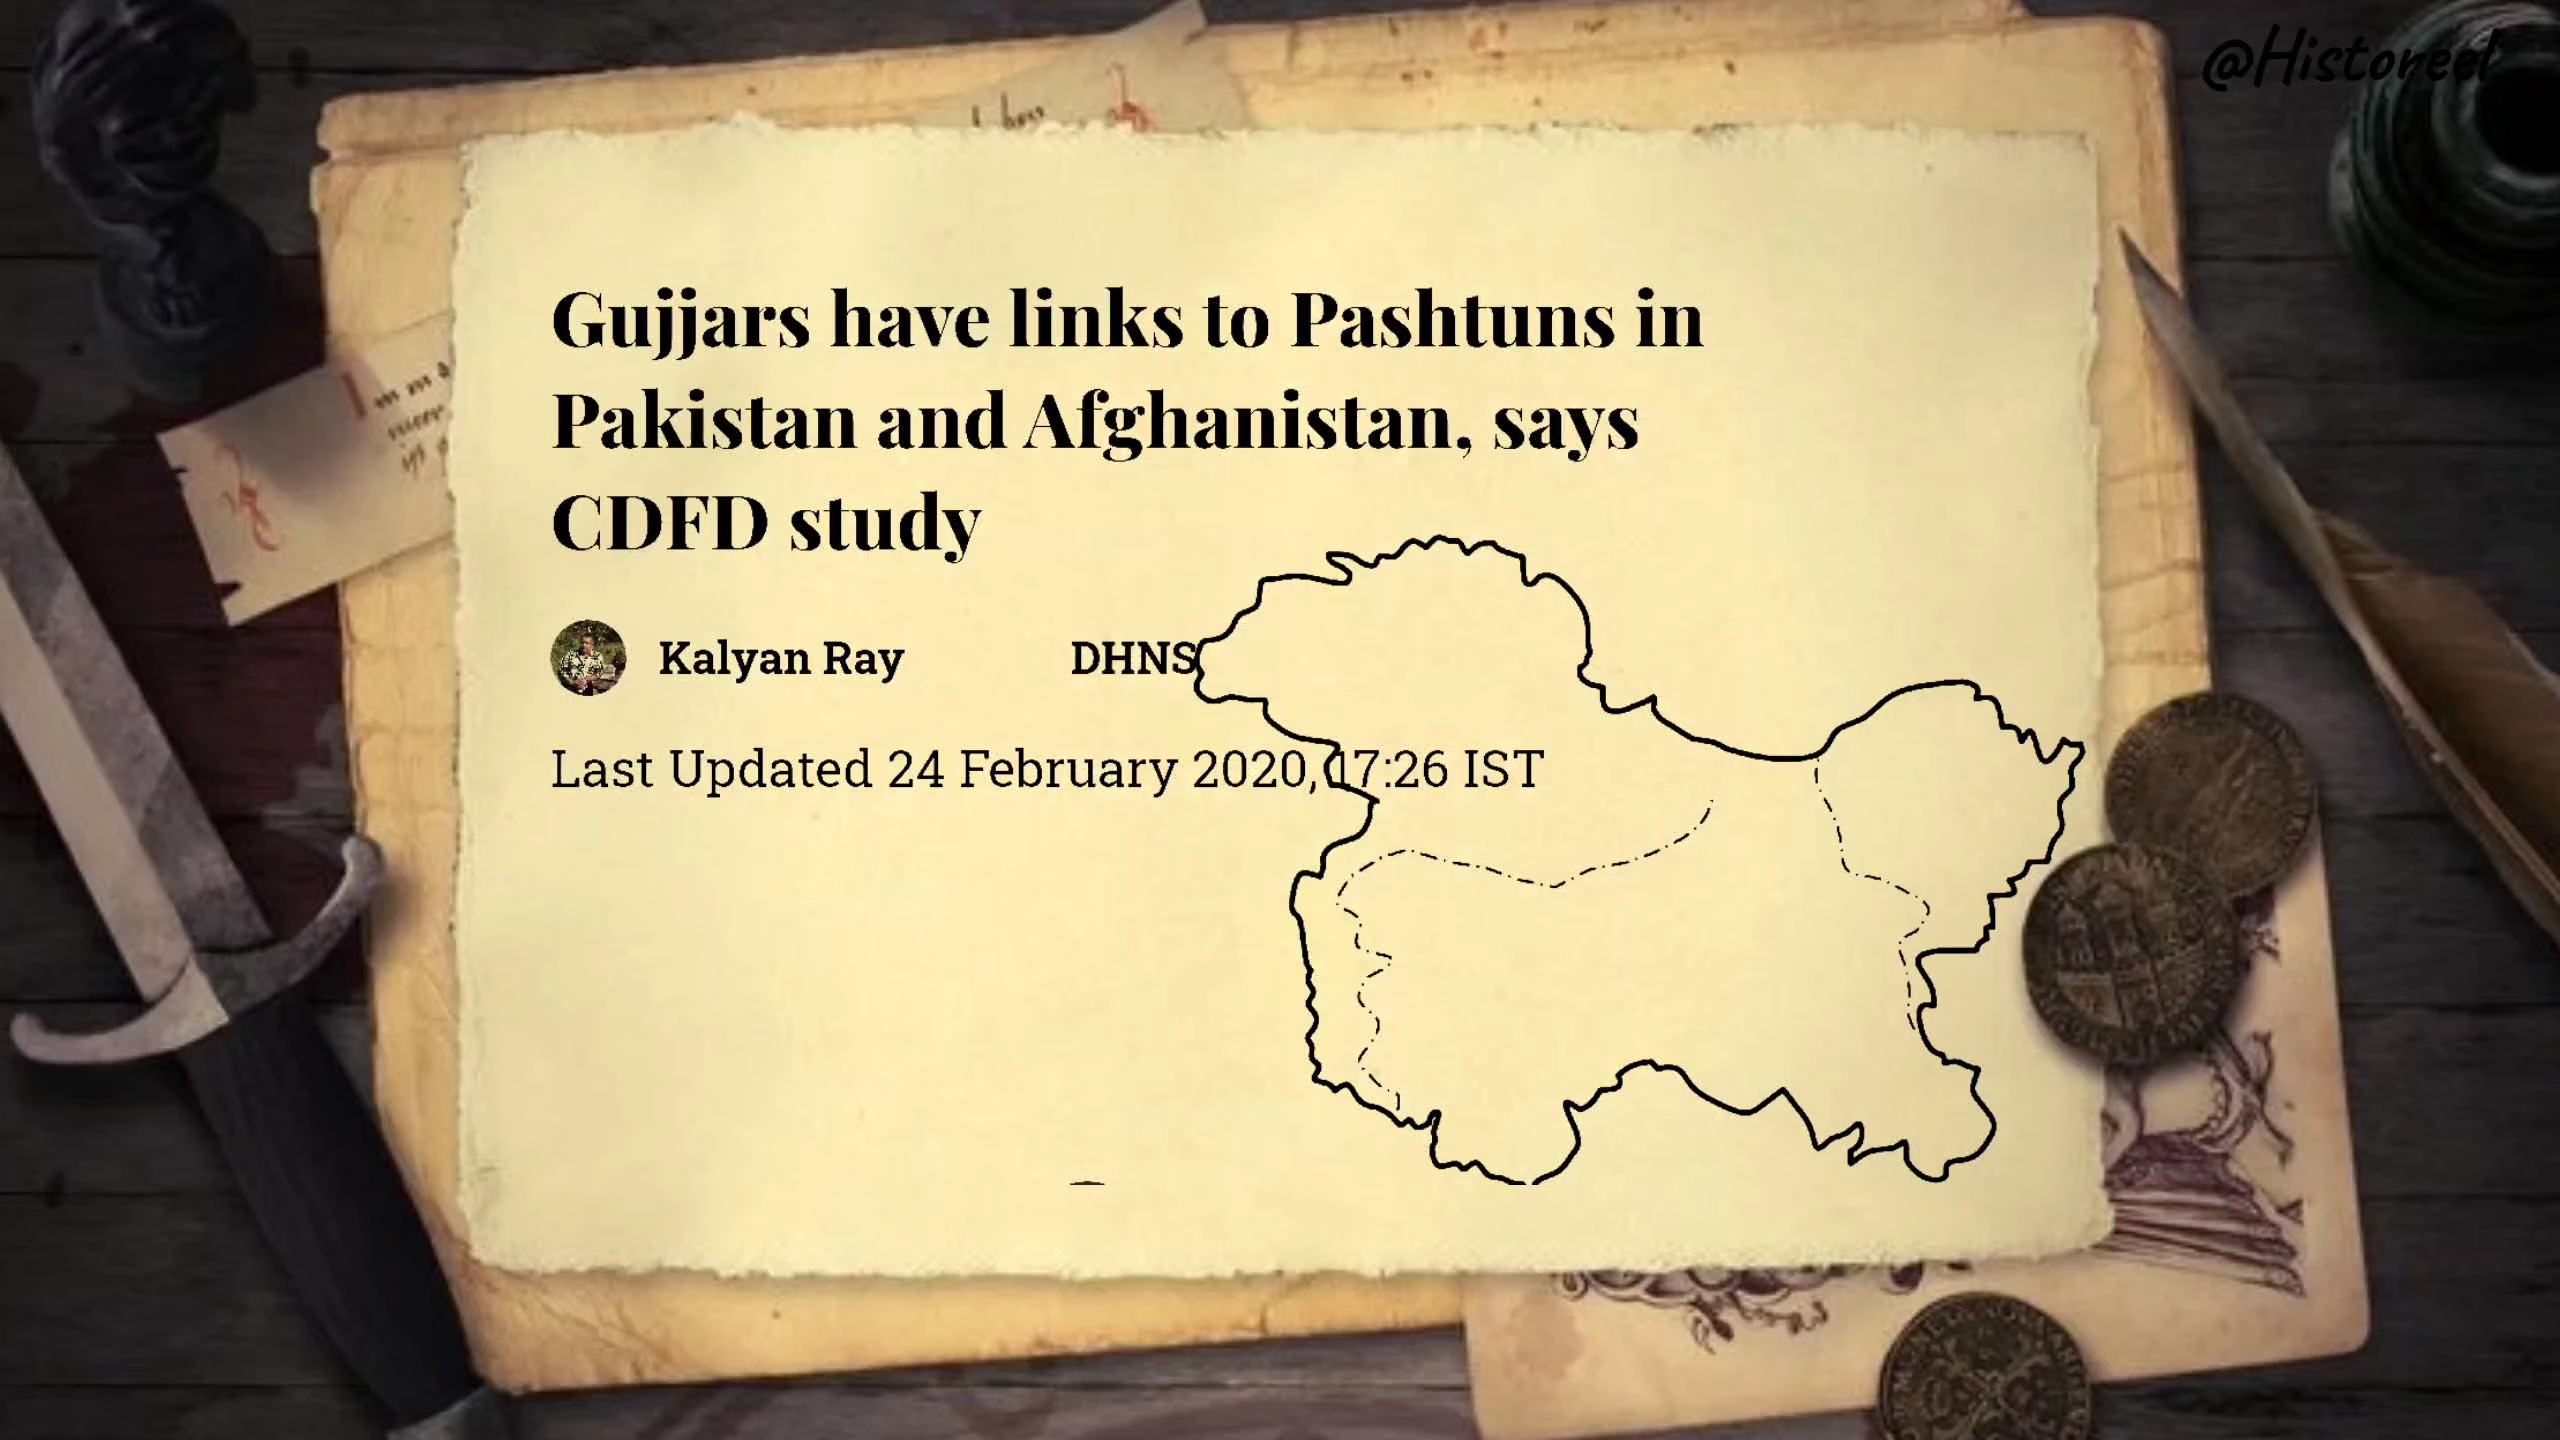 @Historeel
Gujjars have links to Pashtuns in
Pakistan and Afghanistan, says
CDFD study
Kalyan Ray
DHNS
Last Updated 24 February 2020, 17:26 IST